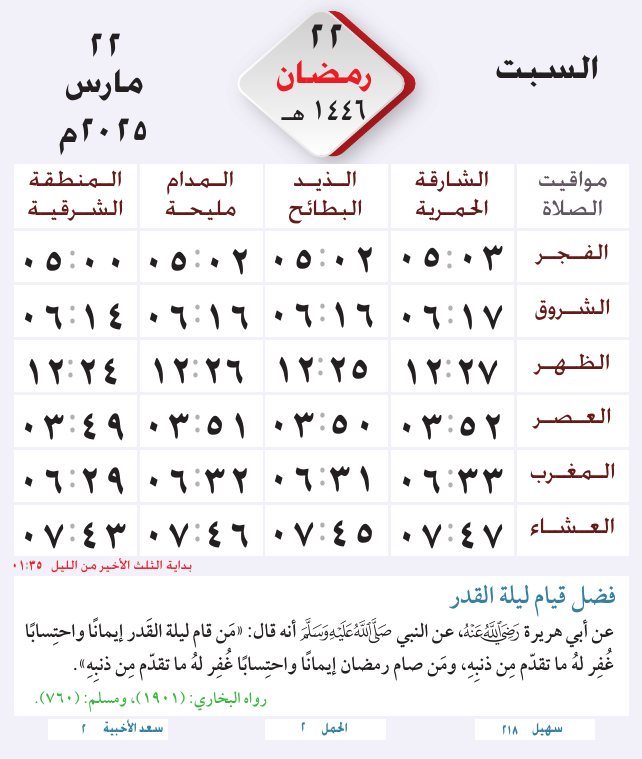 السبت
٢٢
رمضان
١٤٤٦ هـ
٢٢
مارس
٢٠٢٥م
مواقيت الصلاة | الشارقة الحمرية | الذيد البطائح | المدام مليحة | المنطقة الشرقية
الفجر ٠٥:٠٣ ٠٥:٠٢ ٠٥:٠٢ ٠٥:٠٠
الشروق ٠٦:١٧ ٠٦:١٦ ٠٦:١٦ ٠٦:١٤
الظهر ١٢:٢٧ ١٢:٢٥ ١٢:٢٦ ١٢:٢٤
العصر ٠٣:٥٢ ٠٣:٥٠ ٠٣:٥١ ٠٣:٤٩
المغرب ٠٦:٣٣ ٠٦:٣١ ٠٦:٣٢ ٠٦:٢٩
العشاء ٠٧:٤٧ ٠٧:٤٥ ٠٧:٤٦ ٠٧:٤٣
بداية الثلث الأخير من الليل ٠١:٣٥
فضل قيام ليلة القدر
عن أبي هريرة رَضِيَ اللَّهُ عَنْهُ، عن النبي صَلَّى اللَّهُ عَلَيْهِ وَسَلَّمَ أنه قال: «مَن قام ليلة القَدر إيمانًا واحتِسابًا
غُفِر لهُ ما تقدّم مِن ذنبِهِ، ومَن صام رمضان إيمانًا واحتِسابًا غُفِر لهُ ما تقدّم مِن ذنبِهِ».
رواه البخاري: (١٩٠١)، ومسلم: (٧٦٠).
سهيل ٢١٨
الحمل ٢
سعد الأخبية ٢